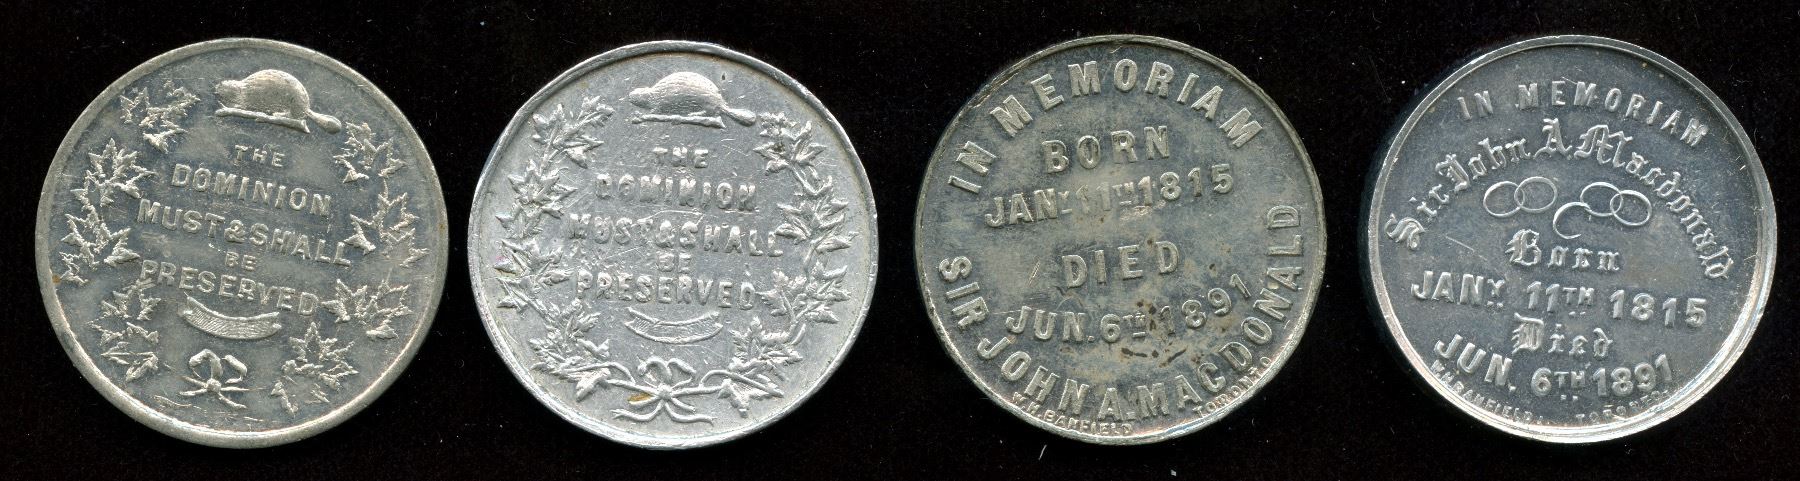 THE
DOMINION
MUST & SHALL
BE
PRESERVED
THE
DOMINION
MUST & SHALL
BE
PRESERVED
IN MEMORIAM
BORN
JANY 11TH 1815
DIED
JUN. 6TH 1891
SIR JOHN A. MACDONALD
W.H. BANFIELD TORONTO
IN MEMORIAM
Sir John A. Macdonald
Born
JANY. 11TH 1815
Died
JUN. 6TH 1891
W.H. BANFIELD. TORONTO.